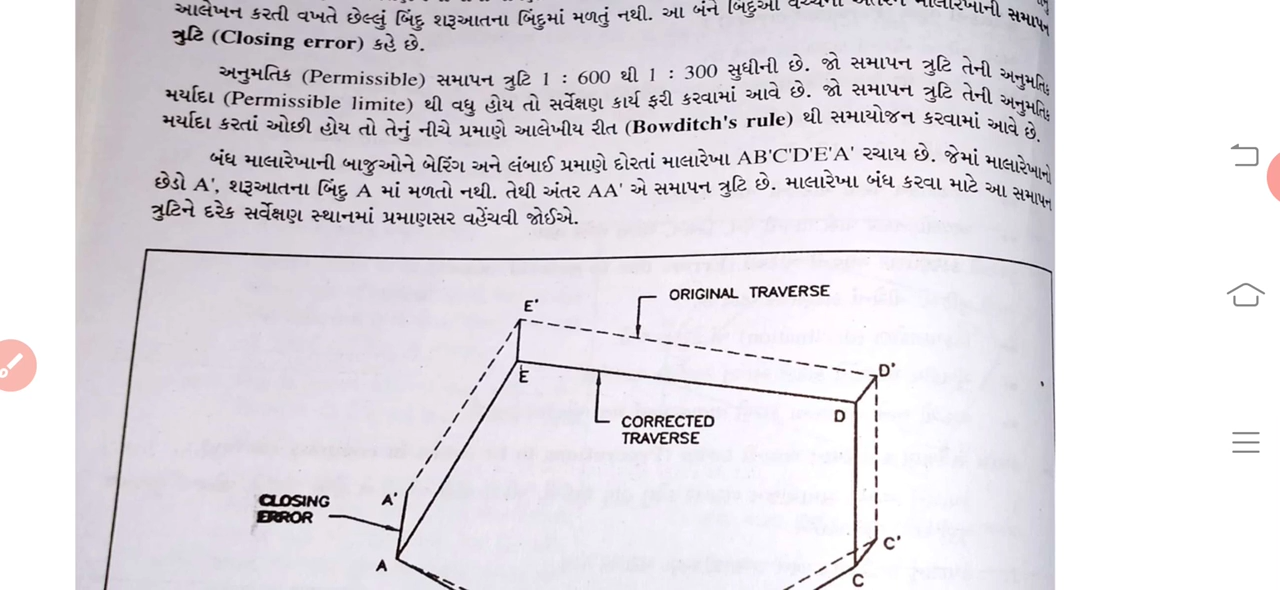 આલેખન કરતી વખતે છેલ્લું બિંદુ શરૂઆતના બિંદુમાં મળતું નથી. આ બંને બિંદુઓ માલારેખાની સમાપન
ત્રુટિ (Closing error) કહે છે.
અનુમતિક (Permissible) સમાપન ત્રુટિ 1 : 600 થી 1 : 300 સુધીની છે. જો સમાપન ત્રુટિ તેની અનુમતિક
મર્યાદા (Permissible limite) થી વધુ હોય તો સર્વેક્ષણ કાર્ય ફરી કરવામાં આવે છે. જો સમાપન ત્રુટિ તેની અનુમતિક
મર્યાદા કરતાં ઓછી હોય તો તેનું નીચે પ્રમાણે આલેખીય રીત (Bowditch's rule) થી સમાયોજન કરવામાં આવે છે.
બંધ માલારેખાની બાજુઓને બેરિંગ અને લંબાઈ પ્રમાણે દોરતાં માલારેખા AB'C'D'E'A' રચાય છે. જેમાં માલારેખાનો
છેડો A', શરૂઆતના બિંદુ A માં મળતો નથી. તેથી અંતર AA' એ સમાપન ત્રુટિ છે. માલારેખા બંધ કરવા માટે આ સમાપન
ત્રુટિને દરેક સર્વેક્ષણ સ્થાનમાં પ્રમાણસર વહેંચવી જોઈએ.
ORIGINAL TRAVERSE
E'
D'
E
D
CORRECTED
TRAVERSE
A'
CLOSING
ERROR
C'
A
C